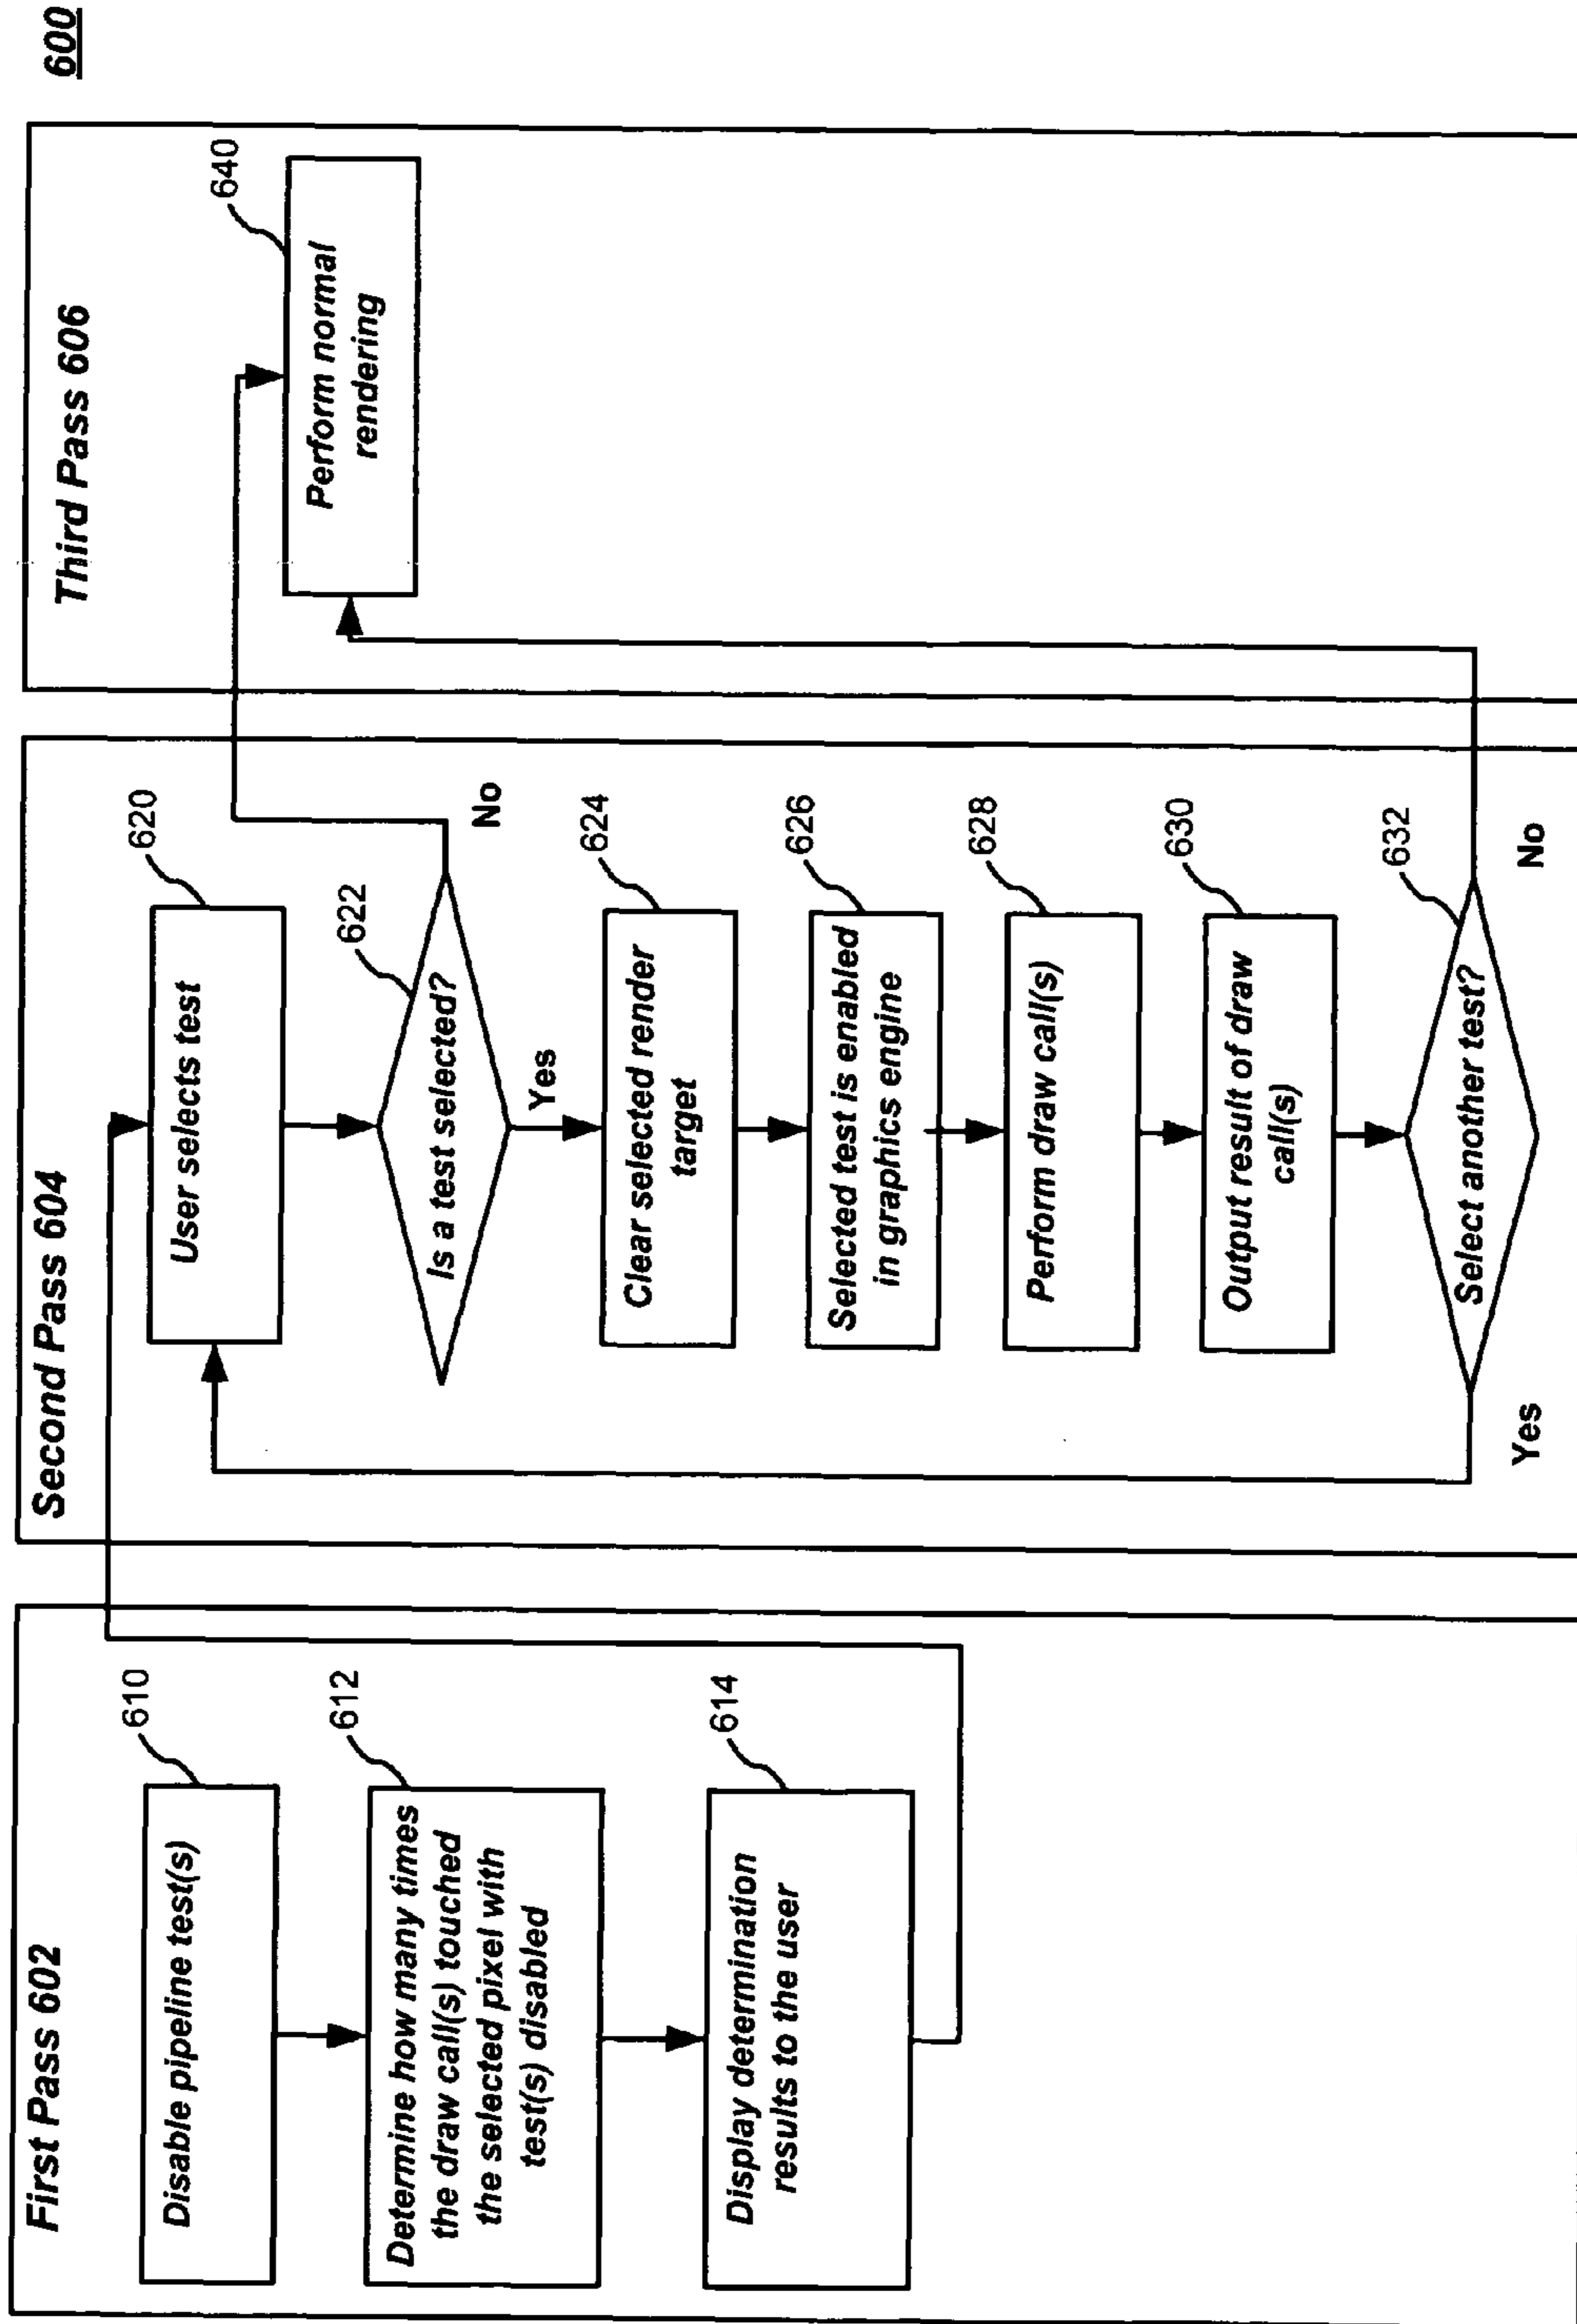 600
First Pass 602
610
Disable pipeline test(s)
612
Determine how many times
the draw call(s) touched
the selected pixel with
test(s) disabled
614
Display determination
results to the user
Second Pass 604
620
User selects test
622
Is a test selected?
No
Yes
624
Clear selected render
target
626
Selected test is enabled
in graphics engine
628
Perform draw call(s)
630
Output result of draw
call(s)
632
Select another test?
Yes
No
Third Pass 606
640
Perform normal
rendering